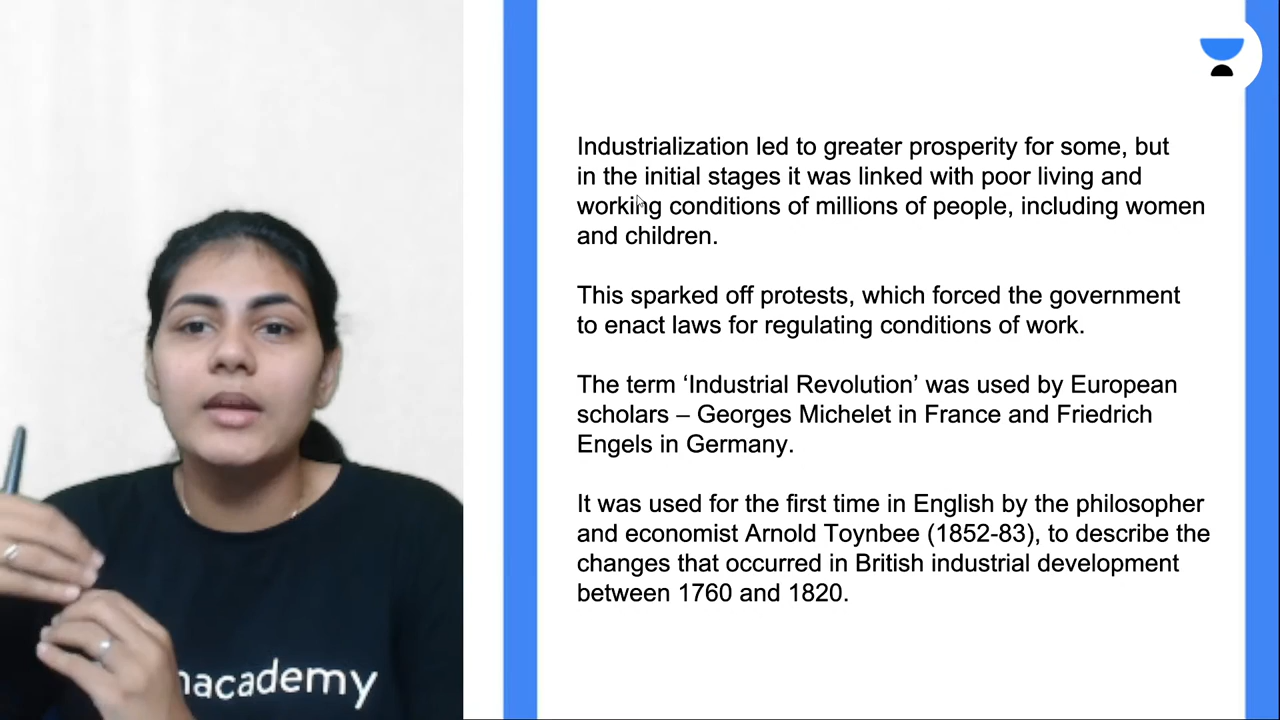 Industrialization led to greater prosperity for some, but
in the initial stages it was linked with poor living and
working conditions of millions of people, including women
and children.
This sparked off protests, which forced the government
to enact laws for regulating conditions of work.
The term ‘Industrial Revolution’ was used by European
scholars – Georges Michelet in France and Friedrich
Engels in Germany.
It was used for the first time in English by the philosopher
and economist Arnold Toynbee (1852-83), to describe the
changes that occurred in British industrial development
between 1760 and 1820.
nacademy